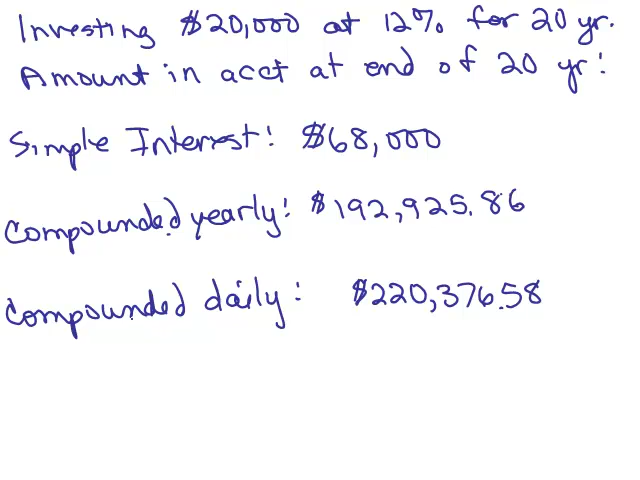 Investing $20,000 at 12% for 20 yr.
Amount in acct at end of 20 yr:
Simple Interest: $68,000
Compounded yearly: $192,925.86
Compounded daily: $220,376.58